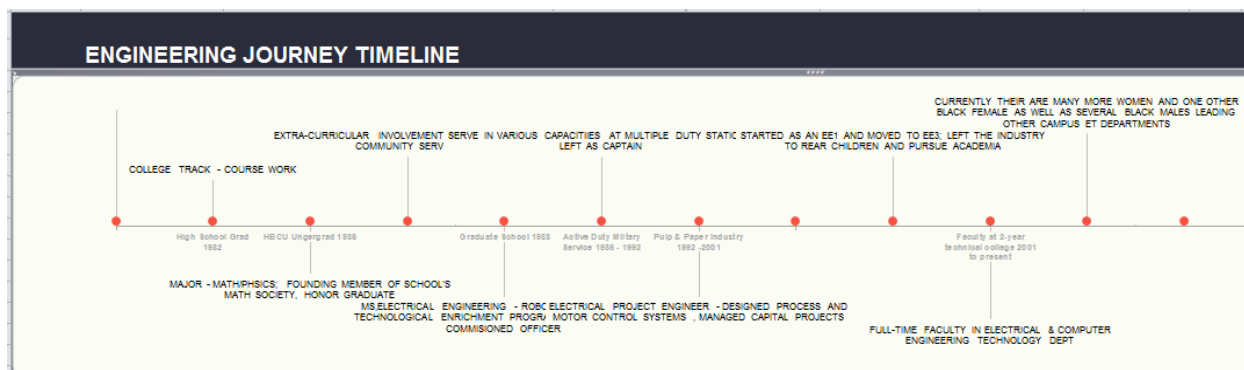 ENGINEERING JOURNEY TIMELINE
CURRENTLY THEIR ARE MANY MORE WOMEN AND ONE OTHER
BLACK FEMALE AS WELL AS SEVERAL BLACK MALES LEADING
OTHER CAMPUS ET DEPARTMENTS
EXTRA-CURRICULAR INVOLVEMENT
COMMUNITY SERV
SERVE IN VARIOUS CAPACITIIES AT MULTIPLE DUTY STATIC
LEFT AS CAPTAIN
STARTED AS AN EE1 AND MOVED TO EE3; LEFT THE INDUSTRY
TO REAR CHILDREN AND PURSUE ACADEMIA
COLLEGE TRACK - COURSE WORK
High School Grad
1982
HBCU Ungergrad 1986
Graduate School 1988
Active Duty Military
Service 1986 - 1992
Pulp & Paper Industry
1992 -2001
Faculty at 2-year
technical college 2001
to present
MAJOR - MATH/PHSICS; FOUNDING MEMBER OF SCHOOL'S
MATH SOCIETY, HONOR GRADUATE
MS,ELECTRICAL ENGINEERING - ROBO
TECHNOLOGICAL ENRICHMENT PROGR
COMMISIONED OFFICER
ELECTRICAL PROJECT ENGINEER - DESIGNED PROCESS AND
MOTOR CONTROL SYSTEMS , MANAGED CAPITAL PROJECTS
FULL-TIME FACULTY IN ELECTRICAL & COMPUTER
ENGINEERING TECHNOLOGY DEPT